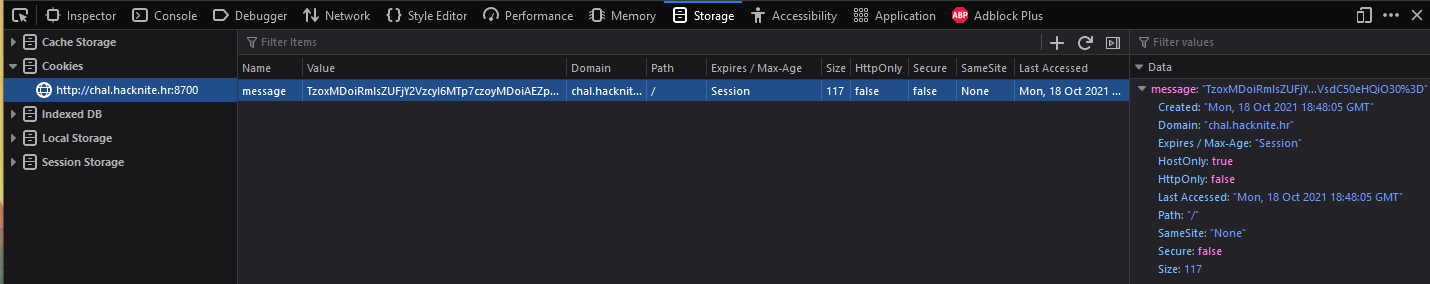 Inspector Console Debugger Network Style Editor Performance Memory Storage Accessibility Application ABP Adblock Plus
Cache Storage
Cookies
http://chal.hacknite.hr:8700
Indexed DB
Local Storage
Session Storage
Filter Items
Name Value Domain Path Expires / Max-Age Size HttpOnly Secure SameSite Last Accessed
message TzoxMDoiRmlsZUFjY2Vzcyl6MTp7czoyMDoiAEZp... chal.hacknit... / Session 117 false false None Mon, 18 Oct 2021 ...
Filter values
Data
message: "TzoxMDoiRmlsZUFjY...VsdC50eHQiO30%3D"
Created: "Mon, 18 Oct 2021 18:48:05 GMT"
Domain: "chal.hacknite.hr"
Expires / Max-Age: "Session"
HostOnly: true
HttpOnly: false
Last Accessed: "Mon, 18 Oct 2021 18:48:05 GMT"
Path: "/"
SameSite: "None"
Secure: false
Size: 117